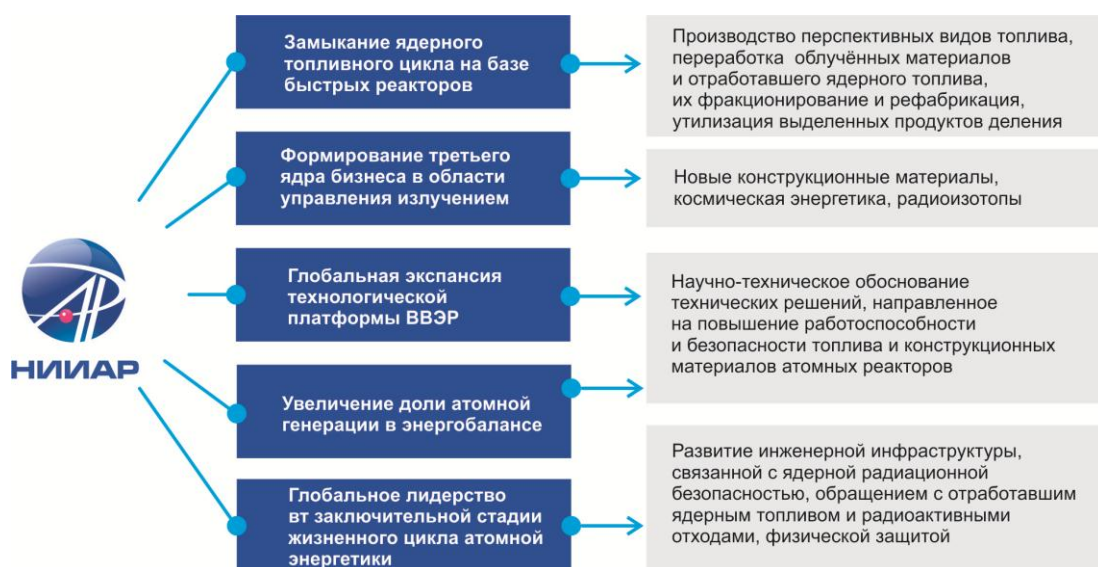 НИИАР
Замыкание ядерного
топливного цикла на базе
быстрых реакторов
Производство перспективных видов топлива,
переработка облучённых материалов
и отработавшего ядерного топлива,
их фракционирование и рефабрикация,
утилизация выделенных продуктов деления
Формирование третьего
ядра бизнеса в области
управления излучением
Новые конструкционные материалы,
космическая энергетика, радиоизотопы
Глобальная экспансия
технологической
платформы ВВЭР
Увеличение доли атомной
генерации в энергобалансе
Научно-техническое обоснование
технических решений, направленное
на повышение работоспособности
и безопасности топлива и конструкционных
материалов атомных реакторов
Глобальное лидерство
вт заключительной стадии
жизненного цикла атомной
энергетики
Развитие инженерной инфраструктуры,
связанной с ядерной радиационной
безопасностью, обращением с отработавшим
ядерным топливом и радиоактивными
отходами, физической защитой